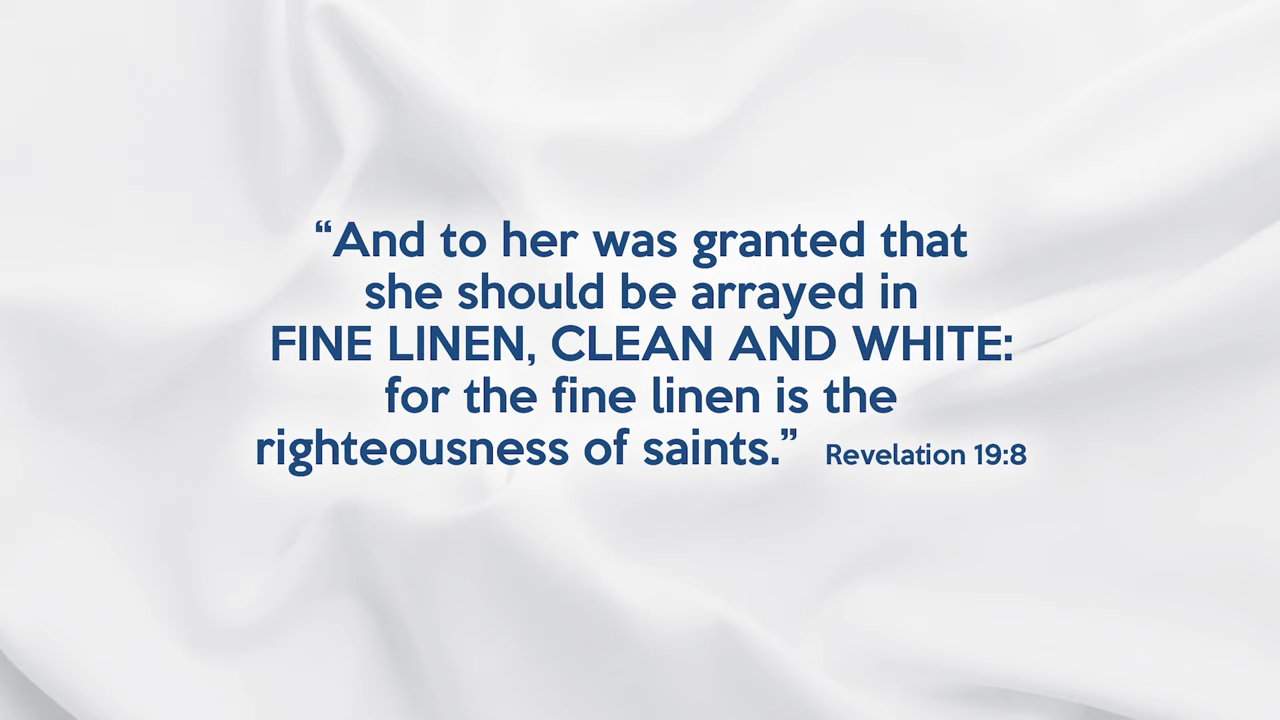 “And to her was granted that
she should be arrayed in
FINE LINEN, CLEAN AND WHITE:
for the fine linen is the
righteousness of saints.” Revelation 19:8